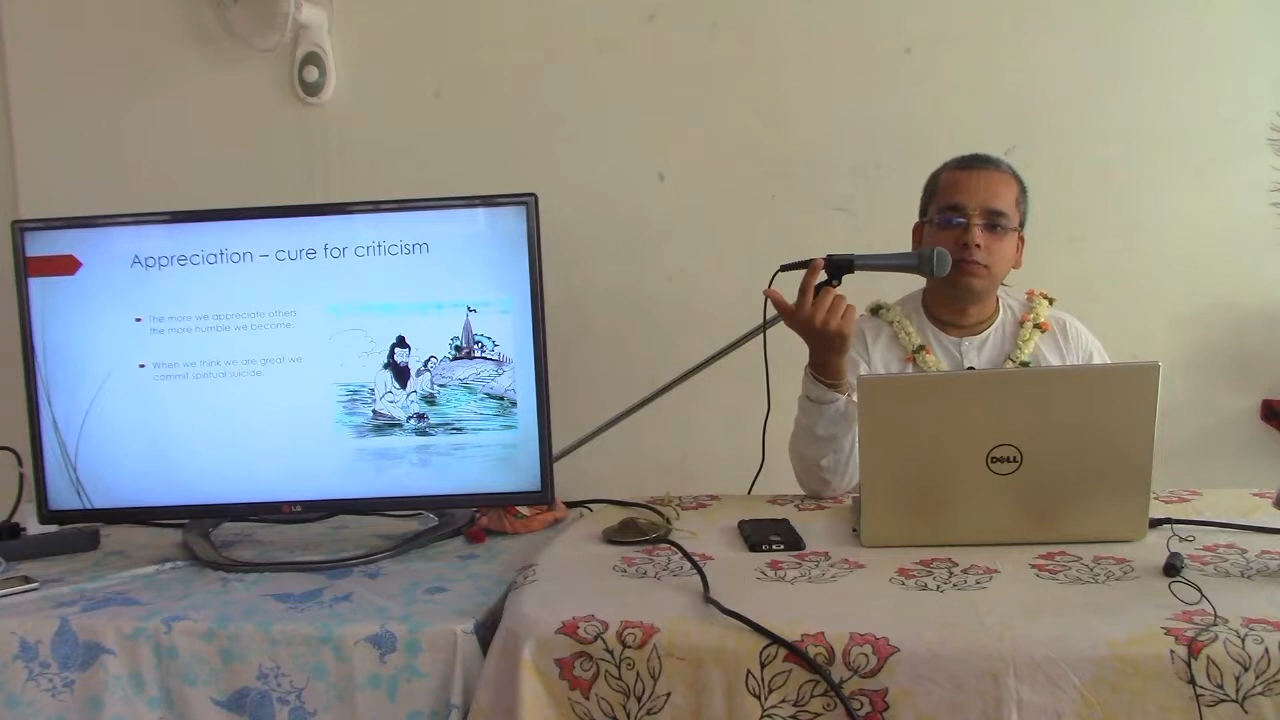 Appreciation – cure for criticism
The more we appreciate others
the more humble we become.
When we think we are great we
commit spiritual suicide.
LG
DELL